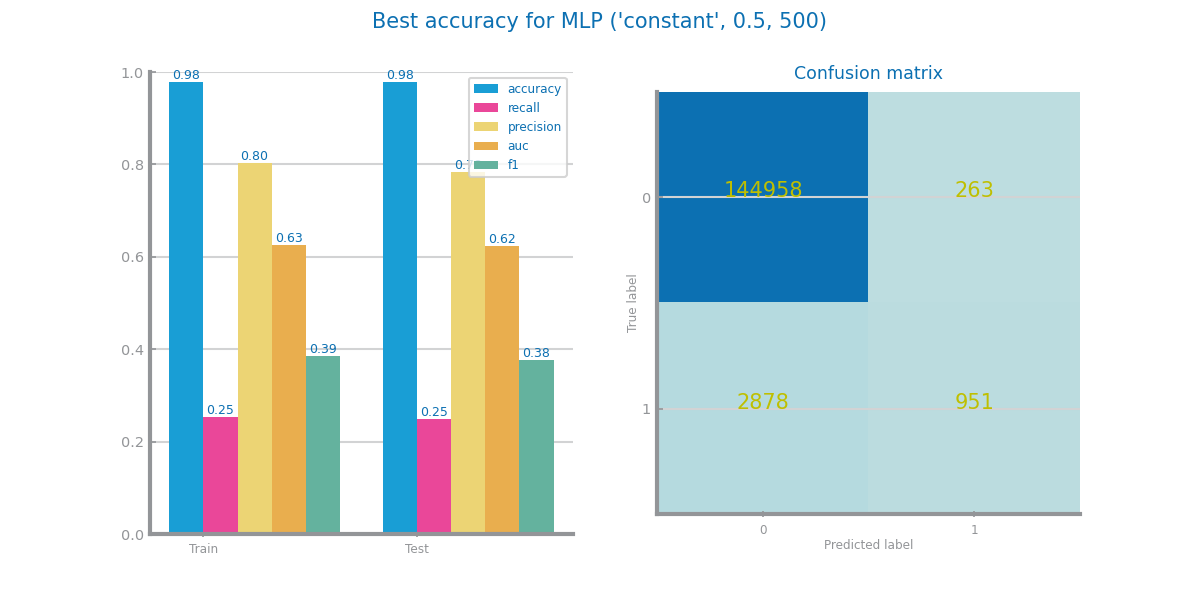 Best accuracy for MLP ('constant', 0.5, 500)
1.0
0.8
0.6
0.4
0.2
0.0
0.98
0.25
0.80
0.63
0.39
0.98
0.25
0.62
0.38
Train
Test
accuracy
recall
precision
auc
f1
Confusion matrix
True label
0
1
144958
263
2878
951
0
1
Predicted label